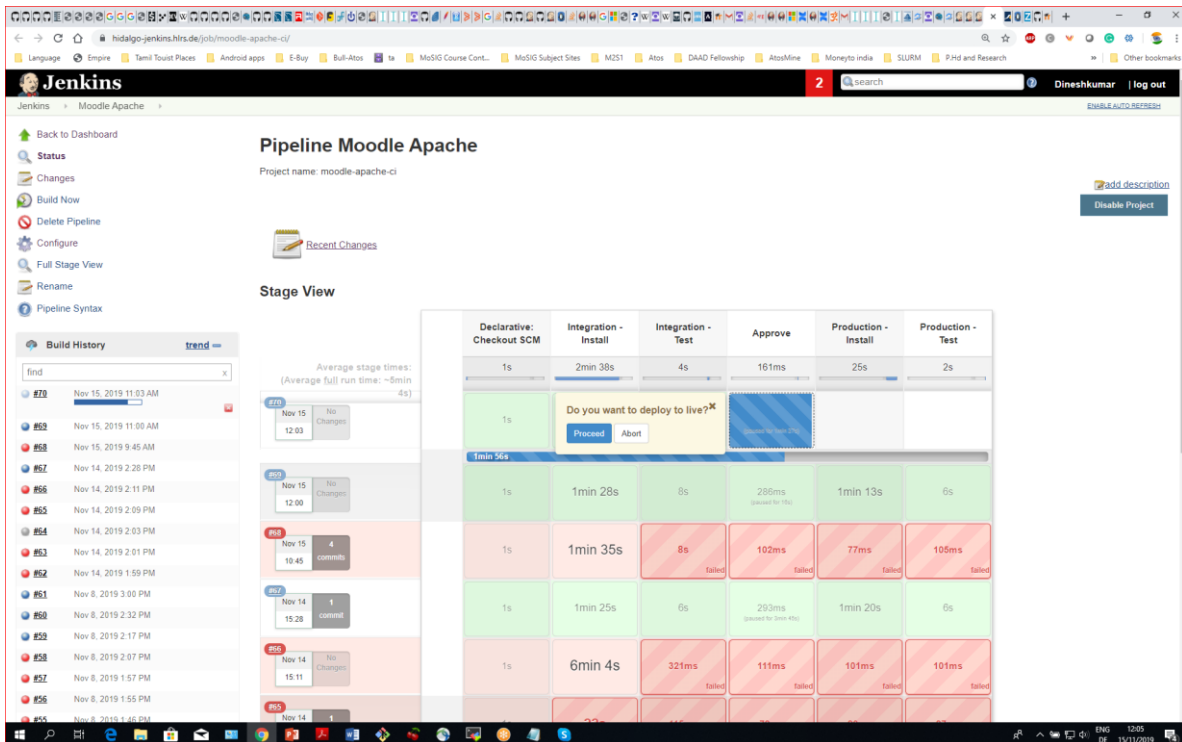 hidalgo-jenkins.hlrs.de/job/moodle-apache-ci/
Language Empire Tamil Touist Places Android apps E-Buy Bull-Atos ta MoSIG Course Cont... MoSIG Subject Sites M2S1 Atos DAAD Fellowship AtosMine Moneyto india SLURM P.Hd and Research » Other bookmarks
Jenkins 2 search Dineshkumar | log out
Jenkins Moodle Apache ENABLE AUTO REFRESH
Back to Dashboard
Status
Changes
Build Now
Delete Pipeline
Configure
Full Stage View
Rename
Pipeline Syntax
Pipeline Moodle Apache
Project name: moodle-apache-ci
add description
Disable Project
Recent Changes
Stage View
Build History trend
find x
#70 Nov 15, 2019 11:03 AM
#69 Nov 15, 2019 11:00 AM
#68 Nov 15, 2019 9:45 AM
#67 Nov 14, 2019 2:28 PM
#66 Nov 14, 2019 2:11 PM
#65 Nov 14, 2019 2:09 PM
#64 Nov 14, 2019 2:03 PM
#63 Nov 14, 2019 2:01 PM
#62 Nov 14, 2019 1:59 PM
#61 Nov 8, 2019 3:00 PM
#60 Nov 8, 2019 2:32 PM
#59 Nov 8, 2019 2:17 PM
#58 Nov 8, 2019 2:07 PM
#57 Nov 8, 2019 1:57 PM
#56 Nov 8, 2019 1:55 PM
#55 Nov 8, 2019 1:46 PM
Declarative: Integration - Integration - Approve Production - Production -
Checkout SCM Install Test Install Test
Average stage times: 1s 2min 38s 4s 161ms 25s 2s
(Average full run time: ~5min
4s)
#70
Nov 15 No
12:03 Changes
1s
Do you want to deploy to live? x
Proceed Abort
1min 56s
#69
Nov 15 No
12:00 Changes
1s 1min 28s 8s 286ms 1min 13s 6s
#68
Nov 15 4
10:45 commits
1s 1min 35s 8s 102ms 77ms 105ms
failed failed failed failed
#67
Nov 14 1
15:28 commit
1s 1min 25s 6s 293ms 1min 20s 6s
(paused for 3min 45s)
#66
Nov 14 No
15:11 Changes
1s 6min 4s 321ms 111ms 101ms 101ms
failed failed failed failed
#65
Nov 14 1
ENG 12:05
DE 15/11/2019